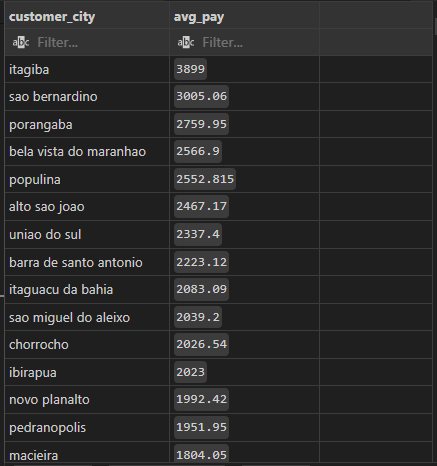 customer_city avg_pay
abc Filter... abc Filter...
itagiba 3899
sao bernardino 3005.06
porangaba 2759.95
bela vista do maranhao 2566.9
populina 2552.815
alto sao joao 2467.17
uniao do sul 2337.4
barra de santo antonio 2223.12
itaguacu da bahia 2083.09
sao miguel do aleixo 2039.2
chorrocho 2026.54
ibirapua 2023
novo planalto 1992.42
pedranopolis 1951.95
macieira 1804.05